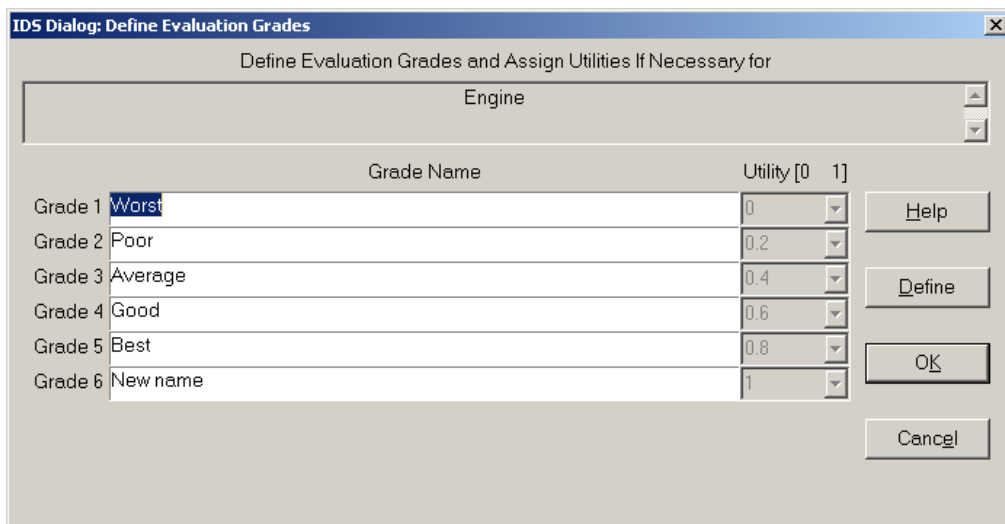 IDS Dialog: Define Evaluation Grades
Define Evaluation Grades and Assign Utilities If Necessary for
Engine
Grade Name Utility [0 1]
Grade 1 Worst 0 Help
Grade 2 Poor 0.2
Grade 3 Average 0.4 Define
Grade 4 Good 0.6
Grade 5 Best 0.8 OK
Grade 6 New name 1
Cancel